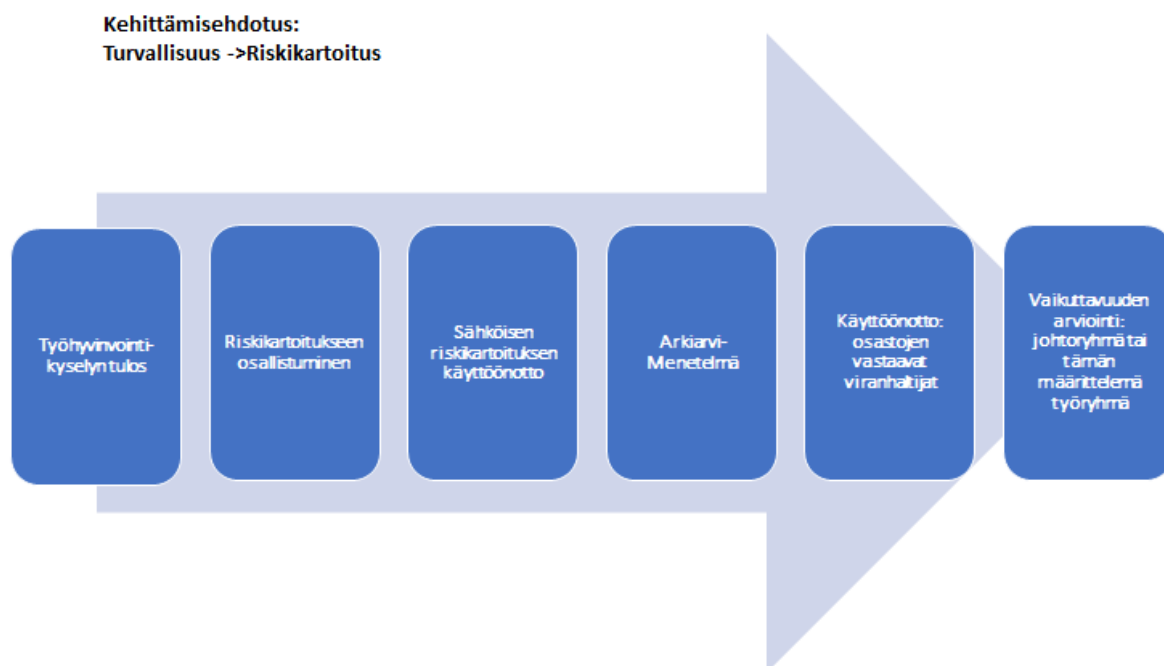 Kehittämisehdotus:
Turvallisuus ->Riskikartoitus
Työhyvinvointi-
kyselyn tulos
Riskikartoitukseen
osallistuminen
Sähköisen
riskikartoituksen
käyttöönotto
Arkiarvi-
Menetelmä
Käyttöönotto:
osastojen
vastaavat
viranhaltijat
Vaikuttavuuden
arviointi:
johtoryhmä tai
tämän
määrittelemä
työryhmä